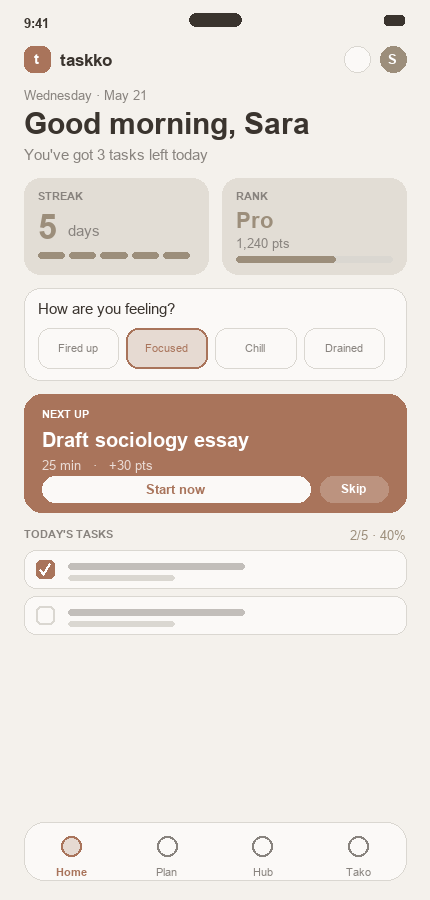 9:41
t taskko S
Wednesday · May 21
Good morning, Sara
You've got 3 tasks left today
STREAK
5 days
RANK
Pro
1,240 pts
How are you feeling?
Fired up Focused Chill Drained
NEXT UP
Draft sociology essay
25 min · +30 pts
Start now Skip
TODAY'S TASKS 2/5 · 40%
Home Plan Hub Tako